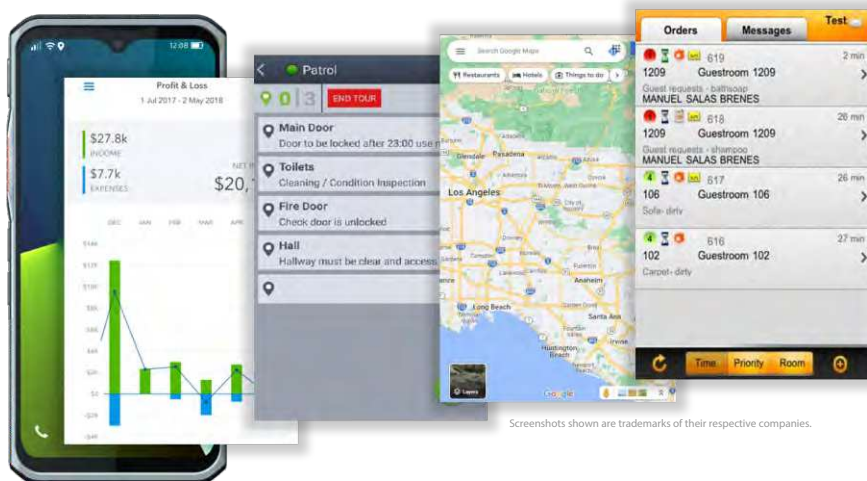 12:08
Profit & Loss
1 Jul 2017 - 2 May 2018
$27.8k
INCOME
$7.7k
EXPENSES
NET
$20,
DEC JAN FEB MAR APR
$0
Patrol
0 3 END TOUR
Main Door
Door to be locked after 23:00 use
Toilets
Cleaning / Condition Inspection
Fire Door
Check door is unlocked
Hall
Hallway must be clear and access
Search Google Maps
Restaurants Hotels Things to do
Glendale Pasadena
Los Angeles
Anaheim
Long Beach
Santa Ana
Huntington
Beach
Irvine
Layers
Google
Orders Messages Test
619 2 min
1209 Guestroom 1209
Guest requests - bathsoap
MANUEL SALAS BRENES
618 26 min
1209 Guestroom 1209
Guest requests - shampoo
MANUEL SALAS BRENES
4 617 26 min
106 Guestroom 106
Sofa- dirty
4 616 27 min
102 Guestroom 102
Carpet- dirty
Time Priority Room
Screenshots shown are trademarks of their respective companies.